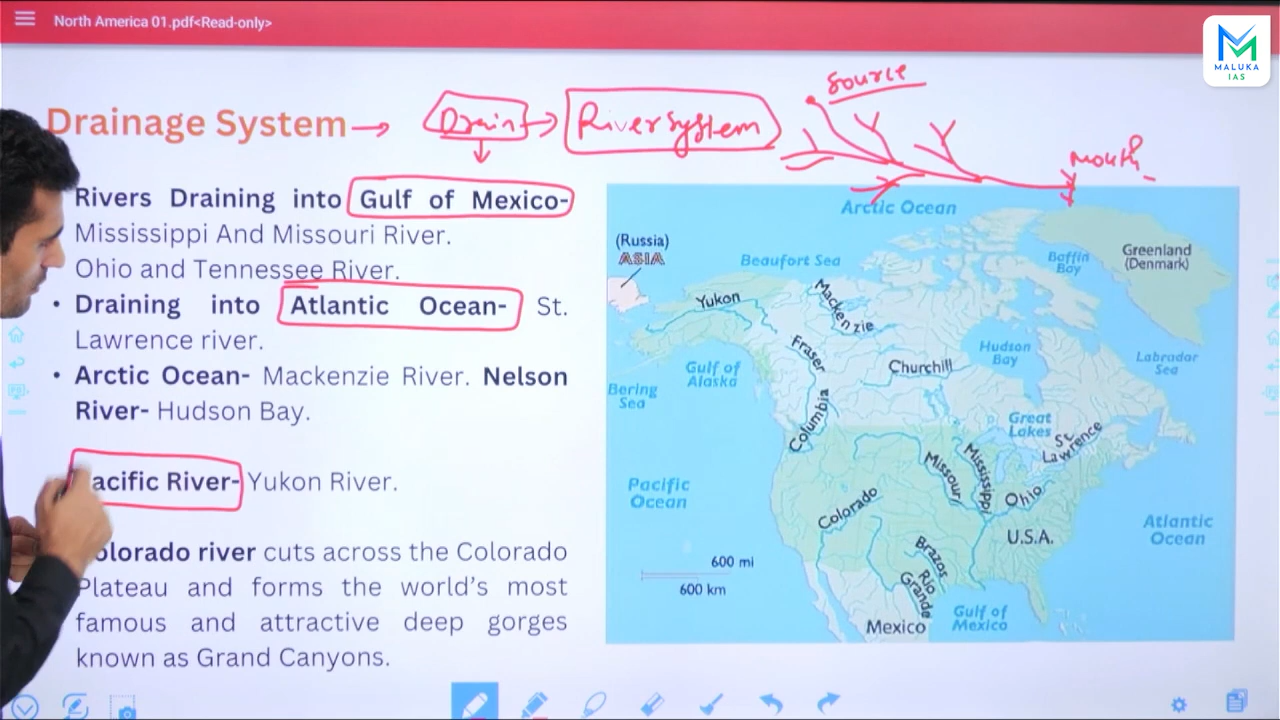 North America 01.pdf<Read-only>
MALUKA
IAS
Source
Drainage System
Drain
River System
Mouth
Rivers Draining into Gulf of Mexico-
Mississippi And Missouri River.
Ohio and Tennessee River.
• Draining into Atlantic Ocean- St.
Lawrence river.
• Arctic Ocean- Mackenzie River. Nelson
River- Hudson Bay.
acific River- Yukon River.
olorado river cuts across the Colorado
Plateau and forms the world's most
famous and attractive deep gorges
known as Grand Canyons.
Arctic Ocean
(Russia)
ASIA
Beaufort Sea
Baffin
Bay
Greenland
(Denmark)
Yukon
Mackenzie
Fraser
Churchill
Hudson
Bay
Labrador
Sea
Gulf of
Alaska
Bering
Sea
Columbia
Great
Lakes
St.
Lawrence
Missouri
Mississippi
Ohio
Pacific
Ocean
Colorado
U.S.A.
Atlantic
Ocean
Brazos
Rio
Grande
600 mi
600 km
Gulf of
Mexico
Mexico